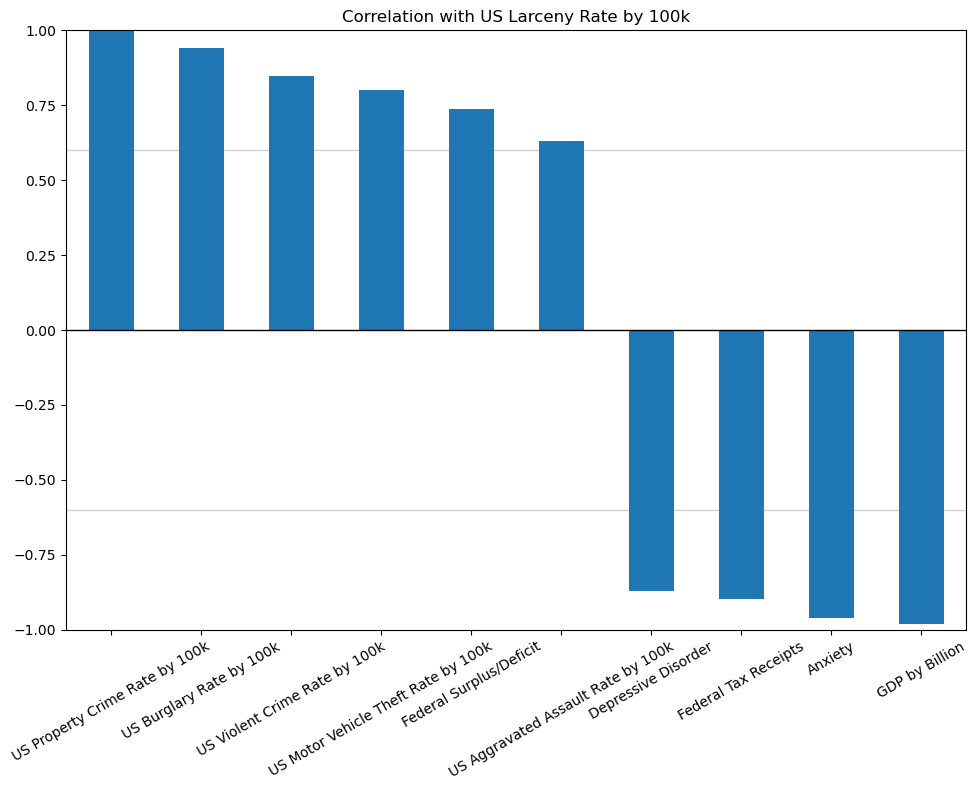 Correlation with US Larceny Rate by 100k
1.00
0.75
0.50
0.25
0.00
−0.25
−0.50
−0.75
−1.00
US Property Crime Rate by 100k
US Burglary Rate by 100k
US Violent Crime Rate by 100k
US Motor Vehicle Theft Rate by 100k
Federal Surplus/Deficit
US Aggravated Assault Rate by 100k
Depressive Disorder
Federal Tax Receipts
Anxiety
GDP by Billion